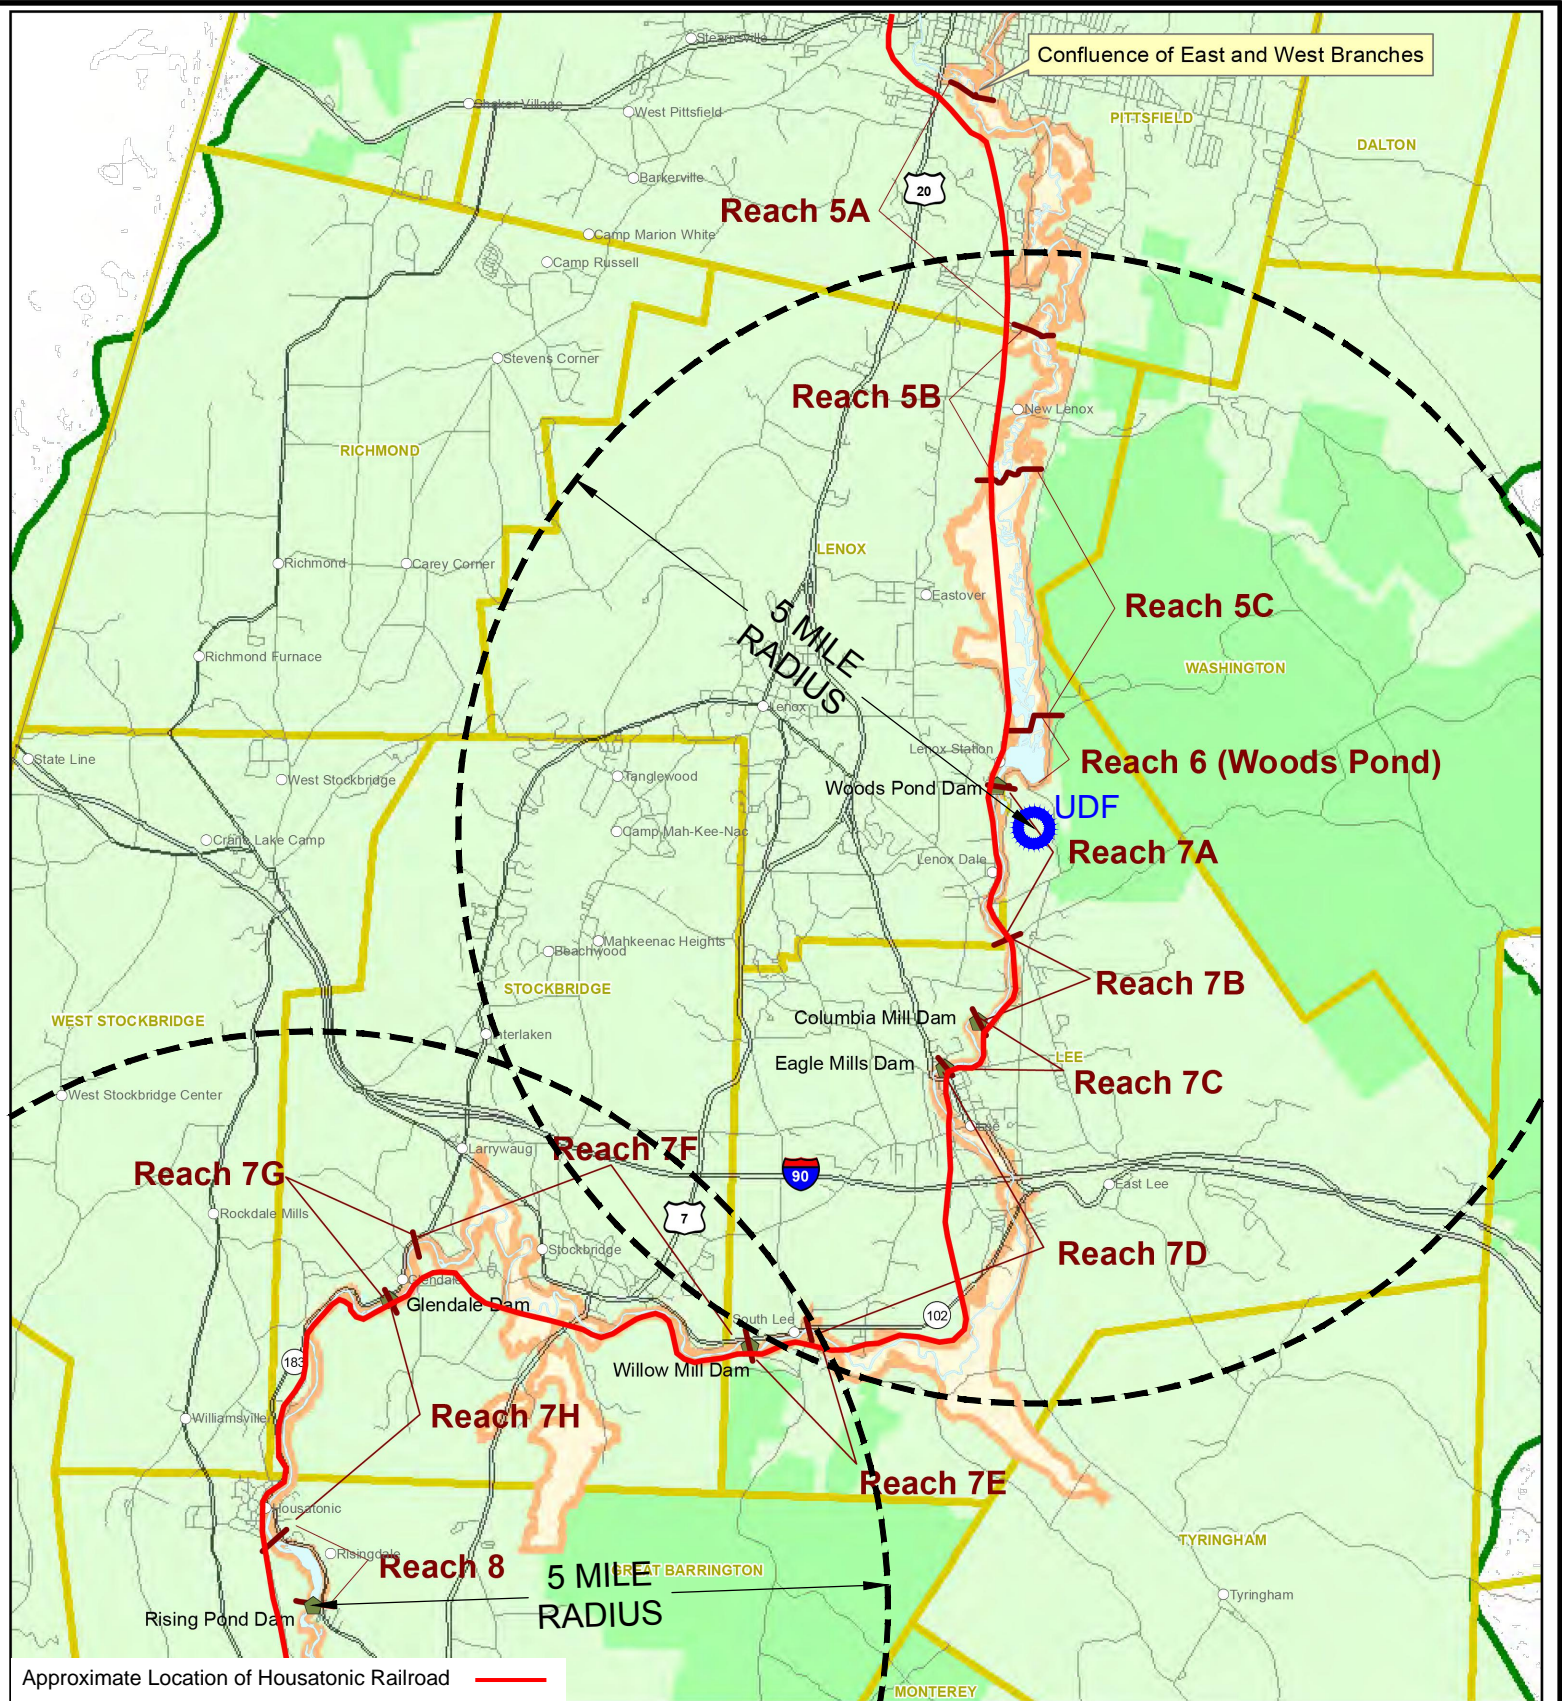 Stearnsville
Confluence of East and West Branches
Shaker Village
West Pittsfield
PITTSFIELD
DALTON
Barkerville
20
Reach 5A
Camp Marion White
Camp Russell
Stevens Corner
Reach 5B
New Lenox
RICHMOND
LENOX
Richmond
Carey Corner
Eastover
Reach 5C
5 MILE
RADIUS
Richmond Furnace
WASHINGTON
Lenox
Lenox Station
State Line
West Stockbridge
Tanglewood
Reach 6 (Woods Pond)
Woods Pond Dam
UDF
Crane Lake Camp
Camp Mah-Kee-Nac
Lenox Dale
Reach 7A
Mahkeenac Heights
Beachwood
STOCKBRIDGE
Reach 7B
WEST STOCKBRIDGE
Columbia Mill Dam
Interlaken
LEE
Eagle Mills Dam
Reach 7C
West Stockbridge Center
Lee
Larrywaug
Reach 7F
Reach 7G
90
East Lee
Rockdale Mills
7
Stockbridge
Reach 7D
Glendale
Glendale Dam
South Lee
102
183
Willow Mill Dam
Williamsville
Reach 7H
Reach 7E
Housatonic
TYRINGHAM
Risingdale
Reach 8
GREAT BARRINGTON
5 MILE
RADIUS
Tyringham
Rising Pond Dam
Approximate Location of Housatonic Railroad
MONTEREY